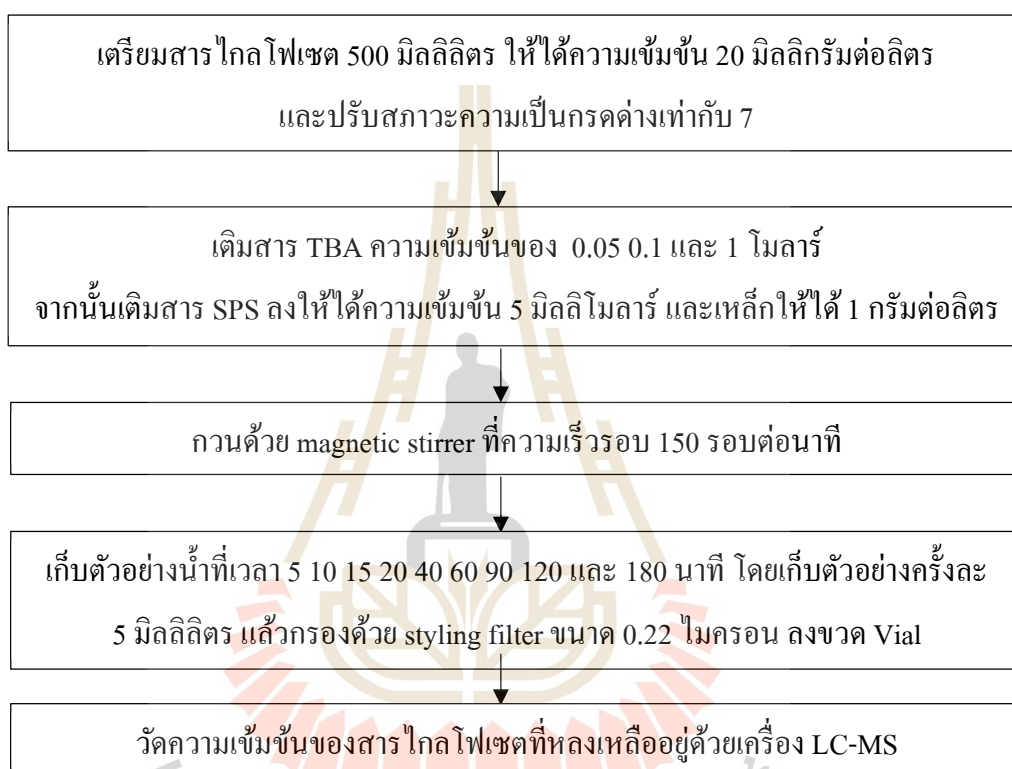 เตรียมสารไกลโฟเซต 500 มิลลิลิตร ให้ได้ความเข้มข้น 20 มิลลิกรัมต่อลิตร
และปรับสภาวะความเป็นกรดด่างเท่ากับ 7
เติมสาร TBA ความเข้มข้นของ 0.05 0.1 และ 1 โมลาร์
จากนั้นเติมสาร SPS ลงให้ได้ความเข้มข้น 5 มิลลิโมลาร์ และเหล็กให้ได้ 1 กรัมต่อลิตร
กวนด้วย magnetic stirrer ที่ความเร็วรอบ 150 รอบต่อนาที
เก็บตัวอย่างน้ำที่เวลา 5 10 15 20 40 60 90 120 และ 180 นาที โดยเก็บตัวอย่างครั้งละ
5 มิลลิลิตร แล้วกรองด้วย styling filter ขนาด 0.22 ไมครอน ลงขวด Vial
วัดความเข้มข้นของสารไกลโฟเซตที่หลงเหลืออยู่ด้วยเครื่อง LC-MS